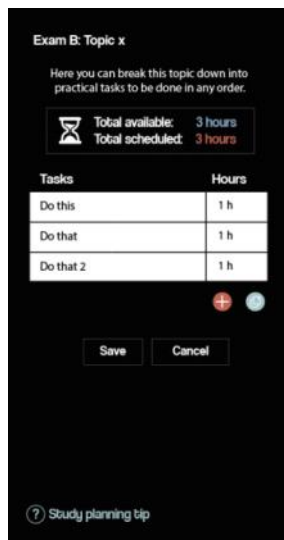 Exam B: Topic x
Here you can break this topic down into
practical tasks to be done in any order.
Total available: 3 hours
Total scheduled: 3 hours
Tasks Hours
Do this 1 h
Do that 1 h
Do that 2 1 h
Save Cancel
? Study planning tip